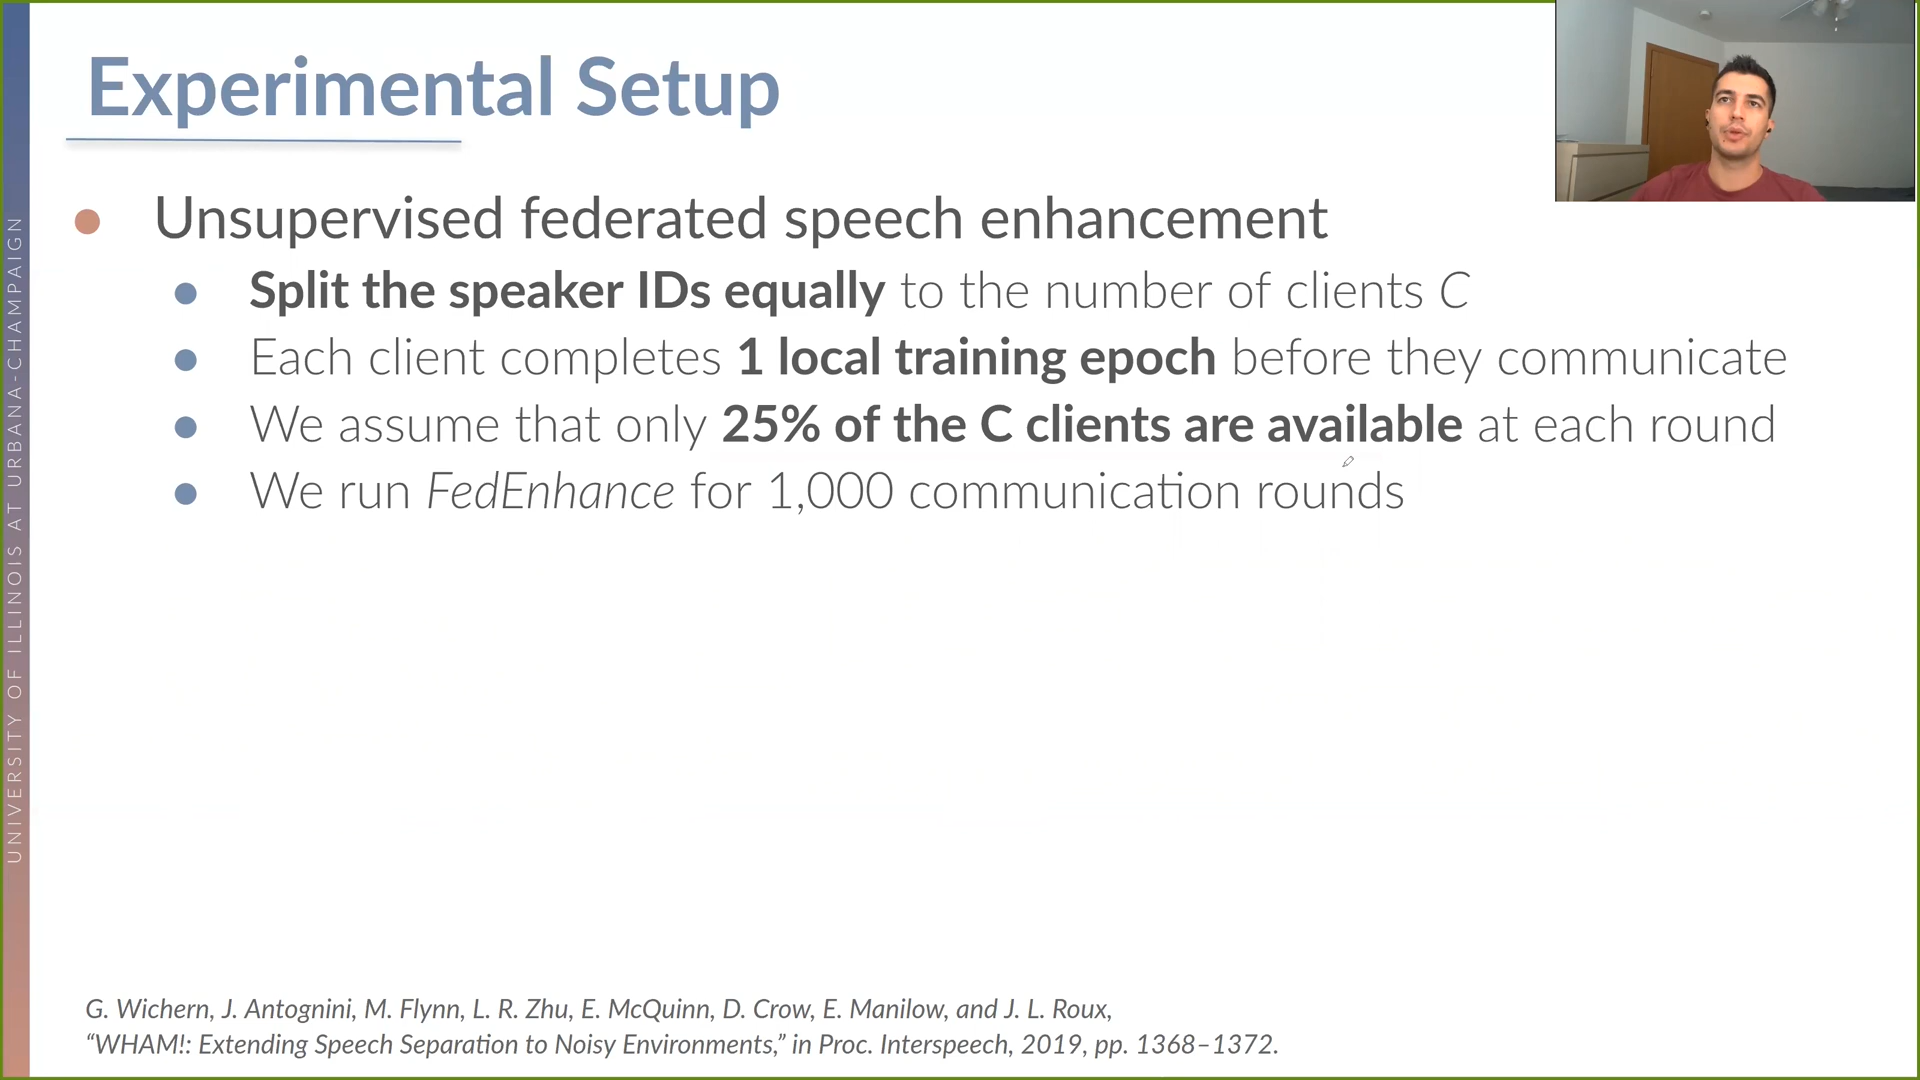 Experimental Setup
Unsupervised federated speech enhancement
Split the speaker IDs equally to the number of clients C
Each client completes 1 local training epoch before they communicate
We assume that only 25% of the C clients are available at each round
We run FedEnhance for 1,000 communication rounds
UNIVERSITY OF ILLINOIS AT URBANA-CHAMPAIGN
G. Wichern, J. Antognini, M. Flynn, L. R. Zhu, E. McQuinn, D. Crow, E. Manilow, and J. L. Roux,
“WHAM!: Extending Speech Separation to Noisy Environments,” in Proc. Interspeech, 2019, pp. 1368–1372.